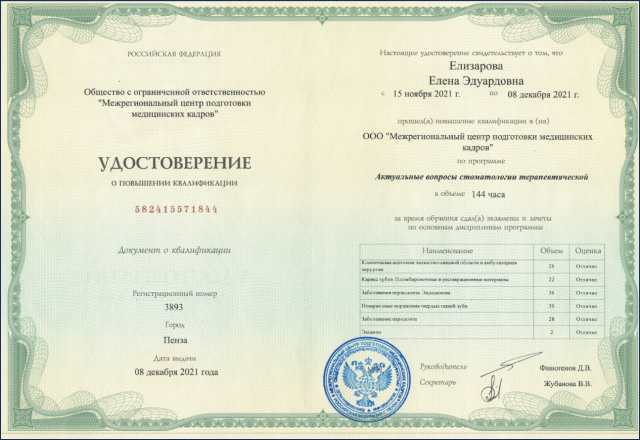 РОССИЙСКАЯ ФЕДЕРАЦИЯ
Общество с ограниченной ответственностью
"Межрегиональный центр подготовки
медицинских кадров"
УДОСТОВЕРЕНИЕ
О ПОВЫШЕНИИ КВАЛИФИКАЦИИ
582415571844
Документ о квалификации
Регистрационный номер
3893
Город
Пенза
Дата выдачи
08 декабря 2021 года
Настоящее удостоверение свидетельствует о том, что
Елизарова
Елена Эдуардовна
с 15 ноября 2021 г. по 08 декабря 2021 г.
прошел(а) повышение квалификации в (на)
ООО "Межрегиональный центр подготовки медицинских
кадров"
по программе
Актуальные вопросы стоматологии терапевтической
в объеме 144 часа
за время обучения сдал(а) экзамены и зачеты
по основным дисциплинам программы
Наименование Объем Оценка
Клиническая анатомия челюстно-лицевой области и амбулаторная
хирургия 26 Отлично
Кариес зубов. Пломбировочные и реставрационные материалы 22 Отлично
Заболевания периодонта. Эндодонтия 36 Отлично
Некариозные поражения твердых тканей зуба Отлично
Заболевания пародонта 28 Отлично
Экзамен 2 Отлично
Руководитель Финогенов Д.В.
Секретарь Жубанова В.В.